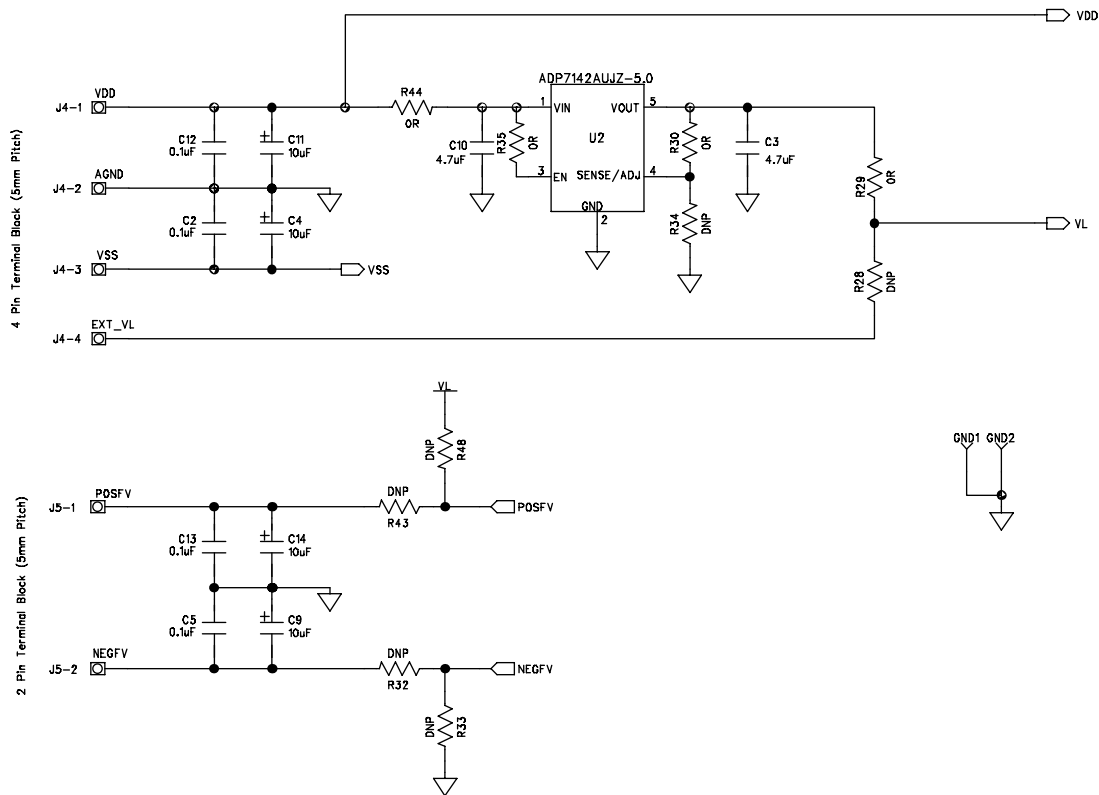 VDD
ADP7142AUJZ-5.0
J4-1
VDD
R44
0R
1
VIN
VOUT
5
C12
0.1uF
C11
10uF
C10
4.7uF
R35
0R
U2
R30
0R
C3
4.7uF
3
EN
SENSE/ADJ
4
R29
0R
J4-2
AGND
GND
2
R34
DNP
C2
0.1uF
C4
10uF
VL
J4-3
VSS
VSS
R28
DNP
J4-4
EXT_VL
4 Pin Terminal Block (5mm Pitch)
VL
DNP
R48
GND1
GND2
J5-1
POSFV
DNP
R43
POSFV
C13
0.1uF
C14
10uF
C5
0.1uF
C9
10uF
J5-2
NEGFV
DNP
R32
NEGFV
DNP
R33
2 Pin Terminal Block (5mm Pitch)